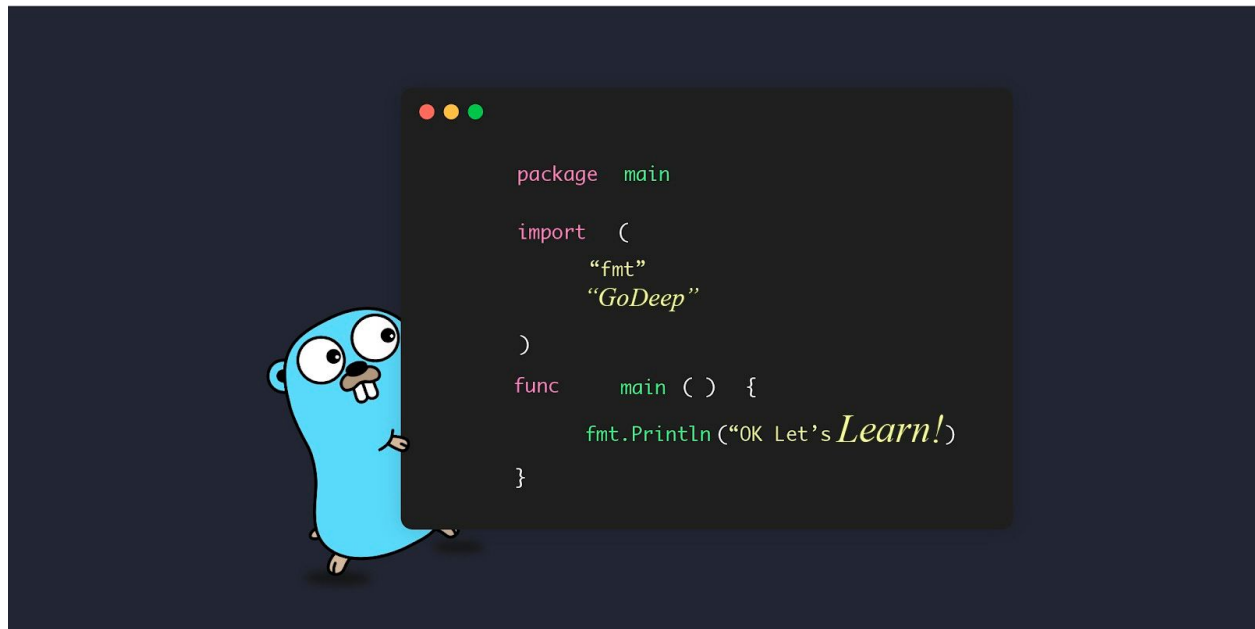 package main
import (
“fmt”
“GoDeep”
)
func main ( ) {
fmt.Println(“OK Let’s Learn!)
}